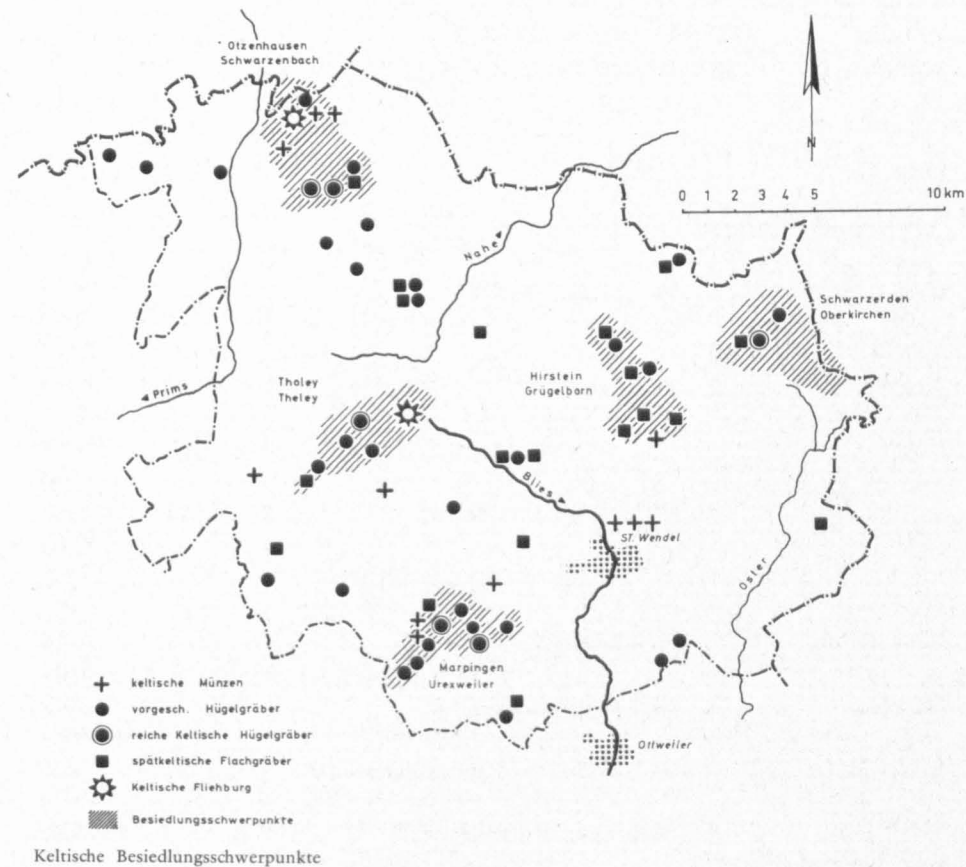 Otzenhausen
Schwarzenbach
N
0 1 2 3 4 5 10 km
Nahe
Schwarzerden
Oberkirchen
Hirstein
Grügelborn
Prims
Tholey
Theley
Blies
ST. Wendel
Oster
Marpingen
Urexweiler
Ottweiler
keltische Münzen
vorgesch. Hügelgräber
reiche Keltische Hügelgräber
spätkeltische Flachgräber
Keltische Fliehburg
Besiedlungsschwerpunkte
Keltische Besiedlungsschwerpunkte